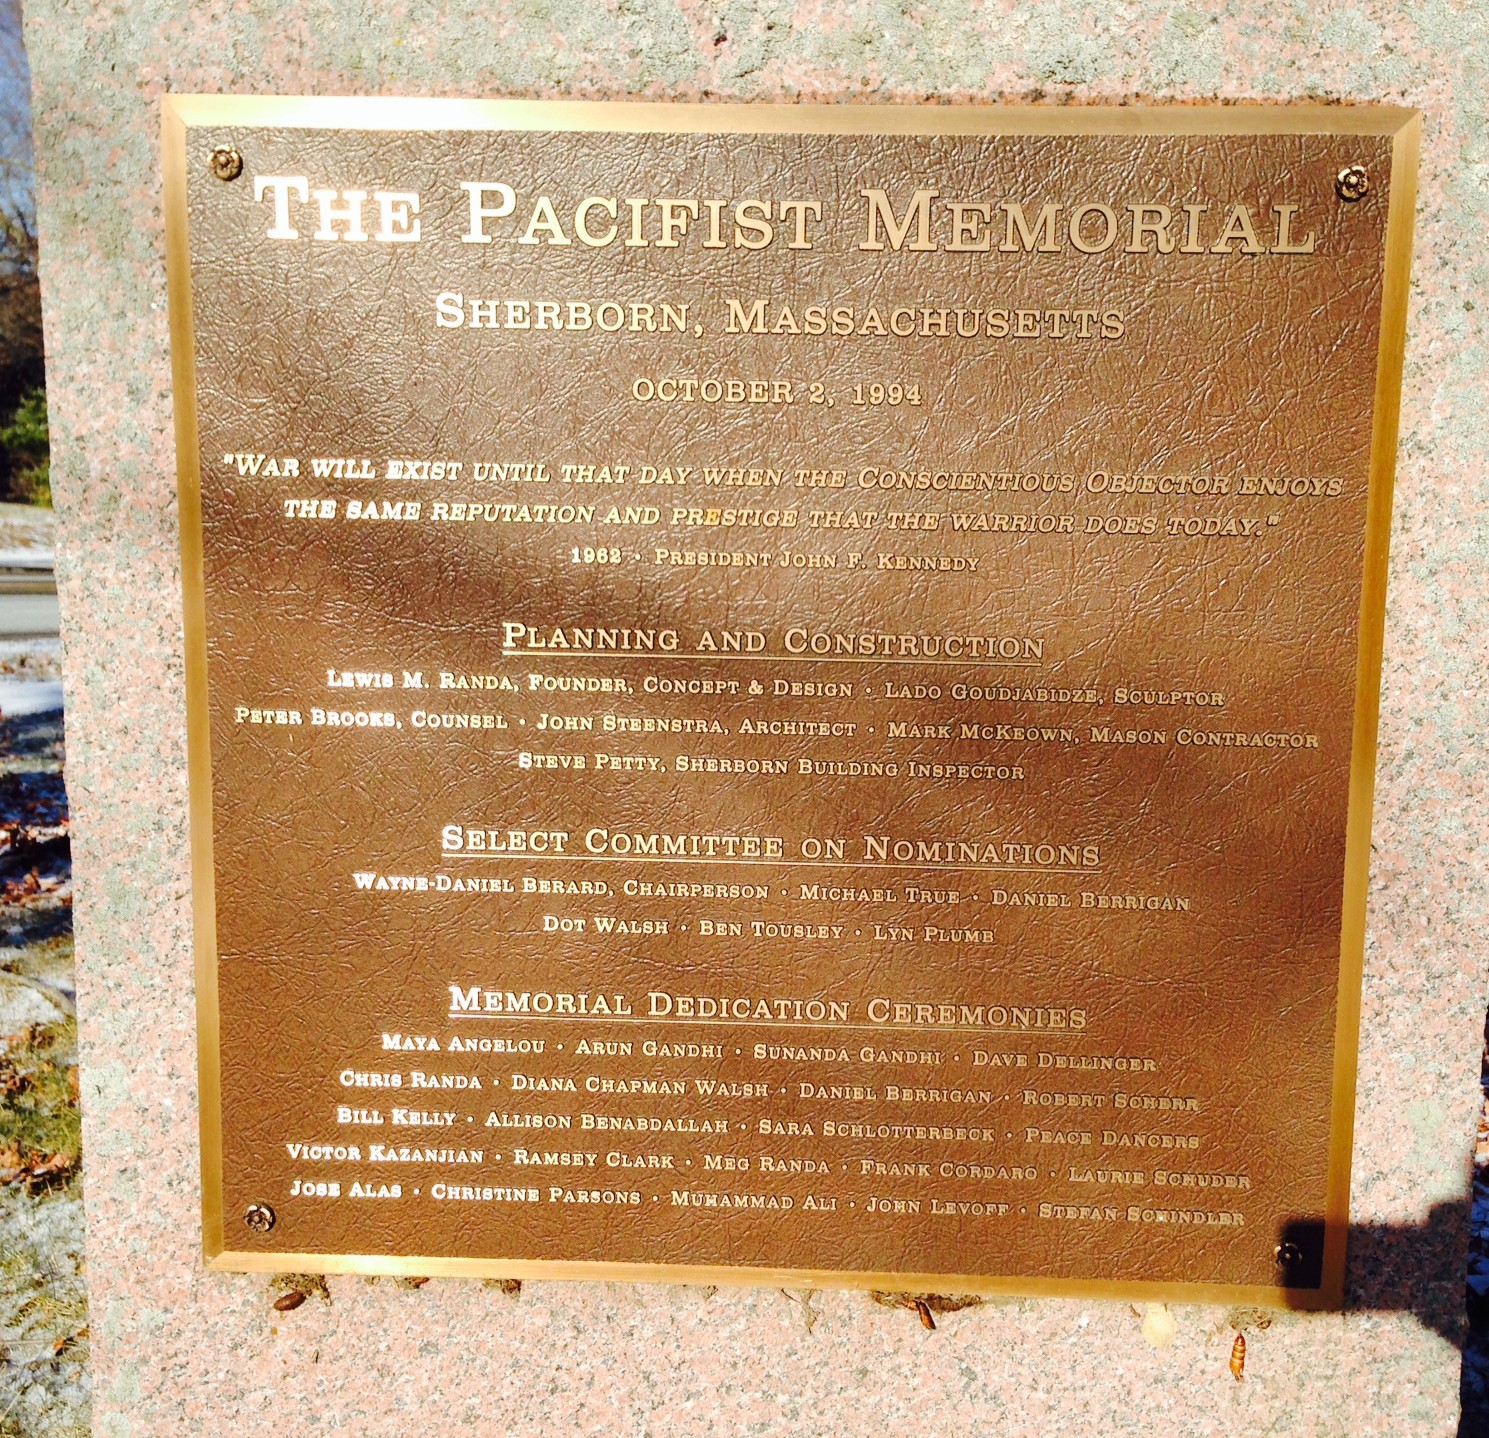 The Pacifist Memorial
Sherborn, Massachusetts
OCTOBER 2, 1994
"War will exist until that day when the Conscientious Objector enjoys
the same reputation and prestige that the warrior does today."
1962 · President John F. Kennedy
Planning and Construction
Lewis M. Randa, Founder, Concept & Design · Lado Goudjabidze, Sculptor
Peter Brooks, Counsel · John Steenstra, Architect · Mark McKeown, Mason Contractor
Steve Petty, Sherborn Building Inspector
Select Committee on Nominations
Wayne-Daniel Berard, Chairperson · Michael True · Daniel Berrigan
Dot Walsh · Ben Tousley · Lyn Plumb
Memorial Dedication Ceremonies
Maya Angelou · Arun Gandhi · Sunanda Gandhi · Dave Dellinger
Chris Randa · Diana Chapman Walsh · Daniel Berrigan · Robert Scherr
Bill Kelly · Allison Benabdallah · Sara Schlotterbeck · Peace Dancers
Victor Kazanjian · Ramsey Clark · Meg Randa · Frank Cordaro · Laurie Schuder
Jose Alas · Christine Parsons · Muhammad Ali · John Levoff · Stefan Schindler